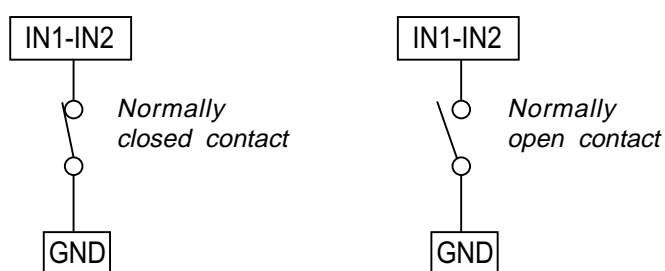 IN1-IN2
Normally
closed contact
GND
IN1-IN2
Normally
open contact
GND